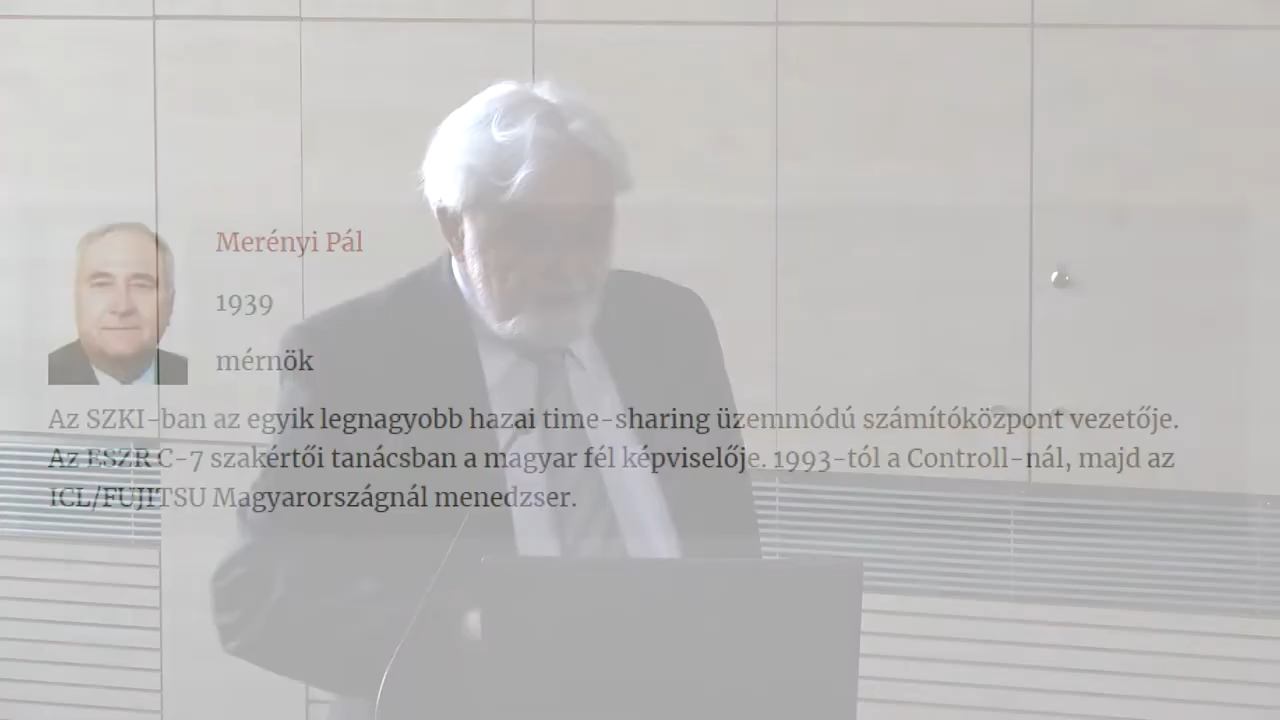 Merényi Pál
1939
mérnök
Az SZKI-ban az egyik legnagyobb hazai time-sharing üzemmódú számítóközpont vezetője.
Az ESZR C-7 szakértői tanácsban a magyar fél képviselője. 1993-tól a Controll-nál, majd az
ICL/FUJITSU Magyarországnál menedzser.